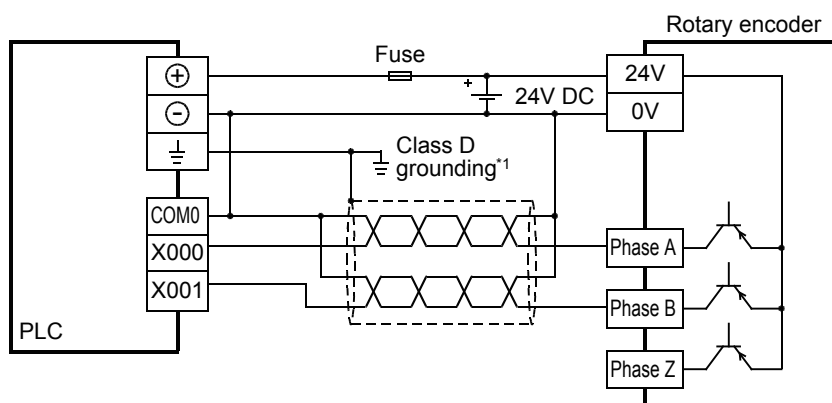 Rotary encoder
Fuse
24V
+
24V DC
0V
Class D
grounding*1
COM0
X000
X001
PLC
Phase A
Phase B
Phase Z